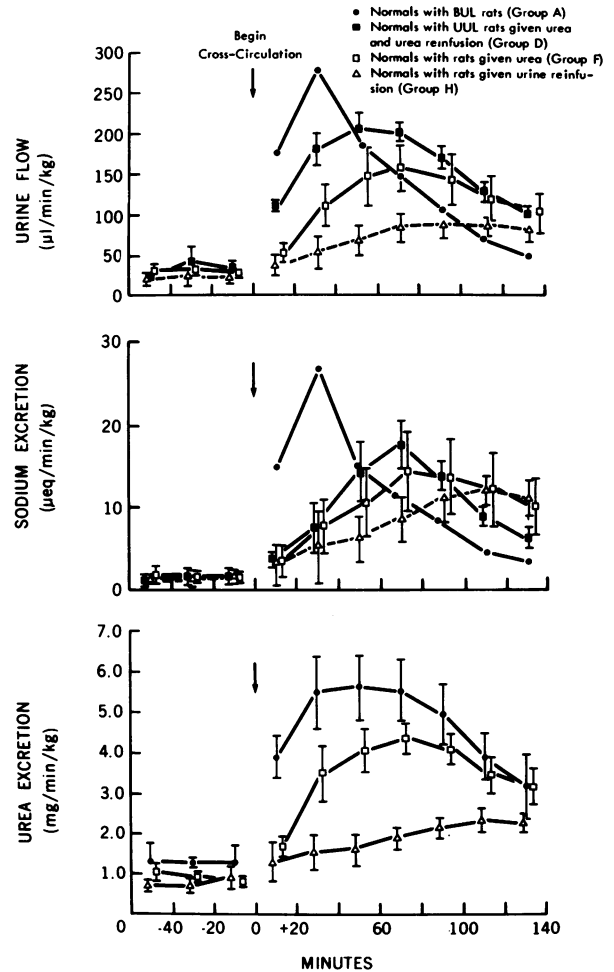 Normals with BUL rats (Group A)
Normals with UUL rats given urea
and urea reinfusion (Group D)
Normals with rats given urea (Group F)
Normals with rats given urine reinfu-
sion (Group H)
Begin
Cross-Circulation
300
250
200
150
100
50
0
URINE FLOW
(μl/min/kg)
30
20
10
0
SODIUM EXCRETION
(μeq/min/kg)
7.0
6.0
5.0
4.0
3.0
2.0
1.0
0
UREA EXCRETION
(mg/min/kg)
-40 -20 0 +20 60 100 140
MINUTES